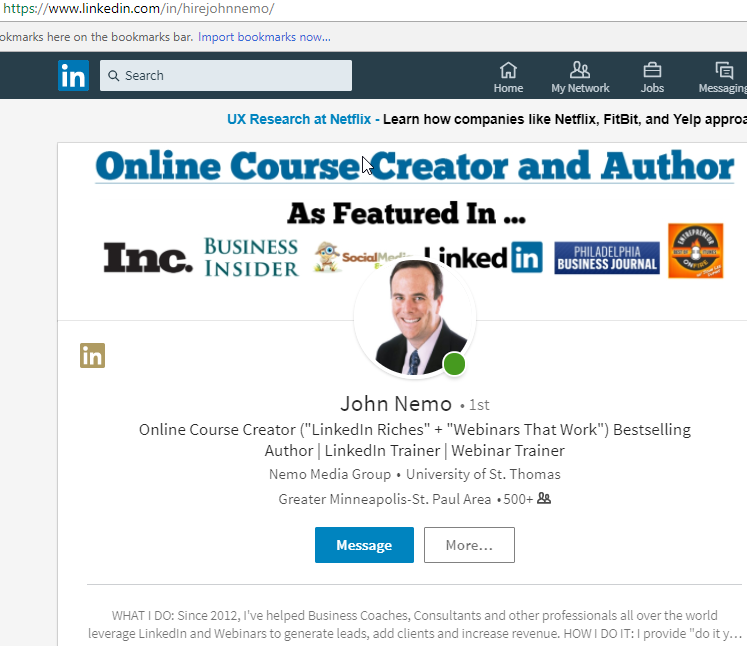 https://www.linkedin.com/in/hirejohnnemo/
okmarks here on the bookmarks bar. Import bookmarks now...
in Search
Home My Network Jobs Messaging
UX Research at Netflix - Learn how companies like Netflix, FitBit, and Yelp approa
Online Course Creator and Author
As Featured In ...
Inc. BUSINESS INSIDER SocialMedia Linked in PHILADELPHIA BUSINESS JOURNAL ENTREPRENEUR ON FIRE
in
John Nemo • 1st
Online Course Creator ("LinkedIn Riches" + "Webinars That Work") Bestselling
Author | LinkedIn Trainer | Webinar Trainer
Nemo Media Group • University of St. Thomas
Greater Minneapolis-St. Paul Area • 500+
Message More...
WHAT I DO: Since 2012, I've helped Business Coaches, Consultants and other professionals all over the world
leverage LinkedIn and Webinars to generate leads, add clients and increase revenue. HOW I DO IT: I provide "do it y...